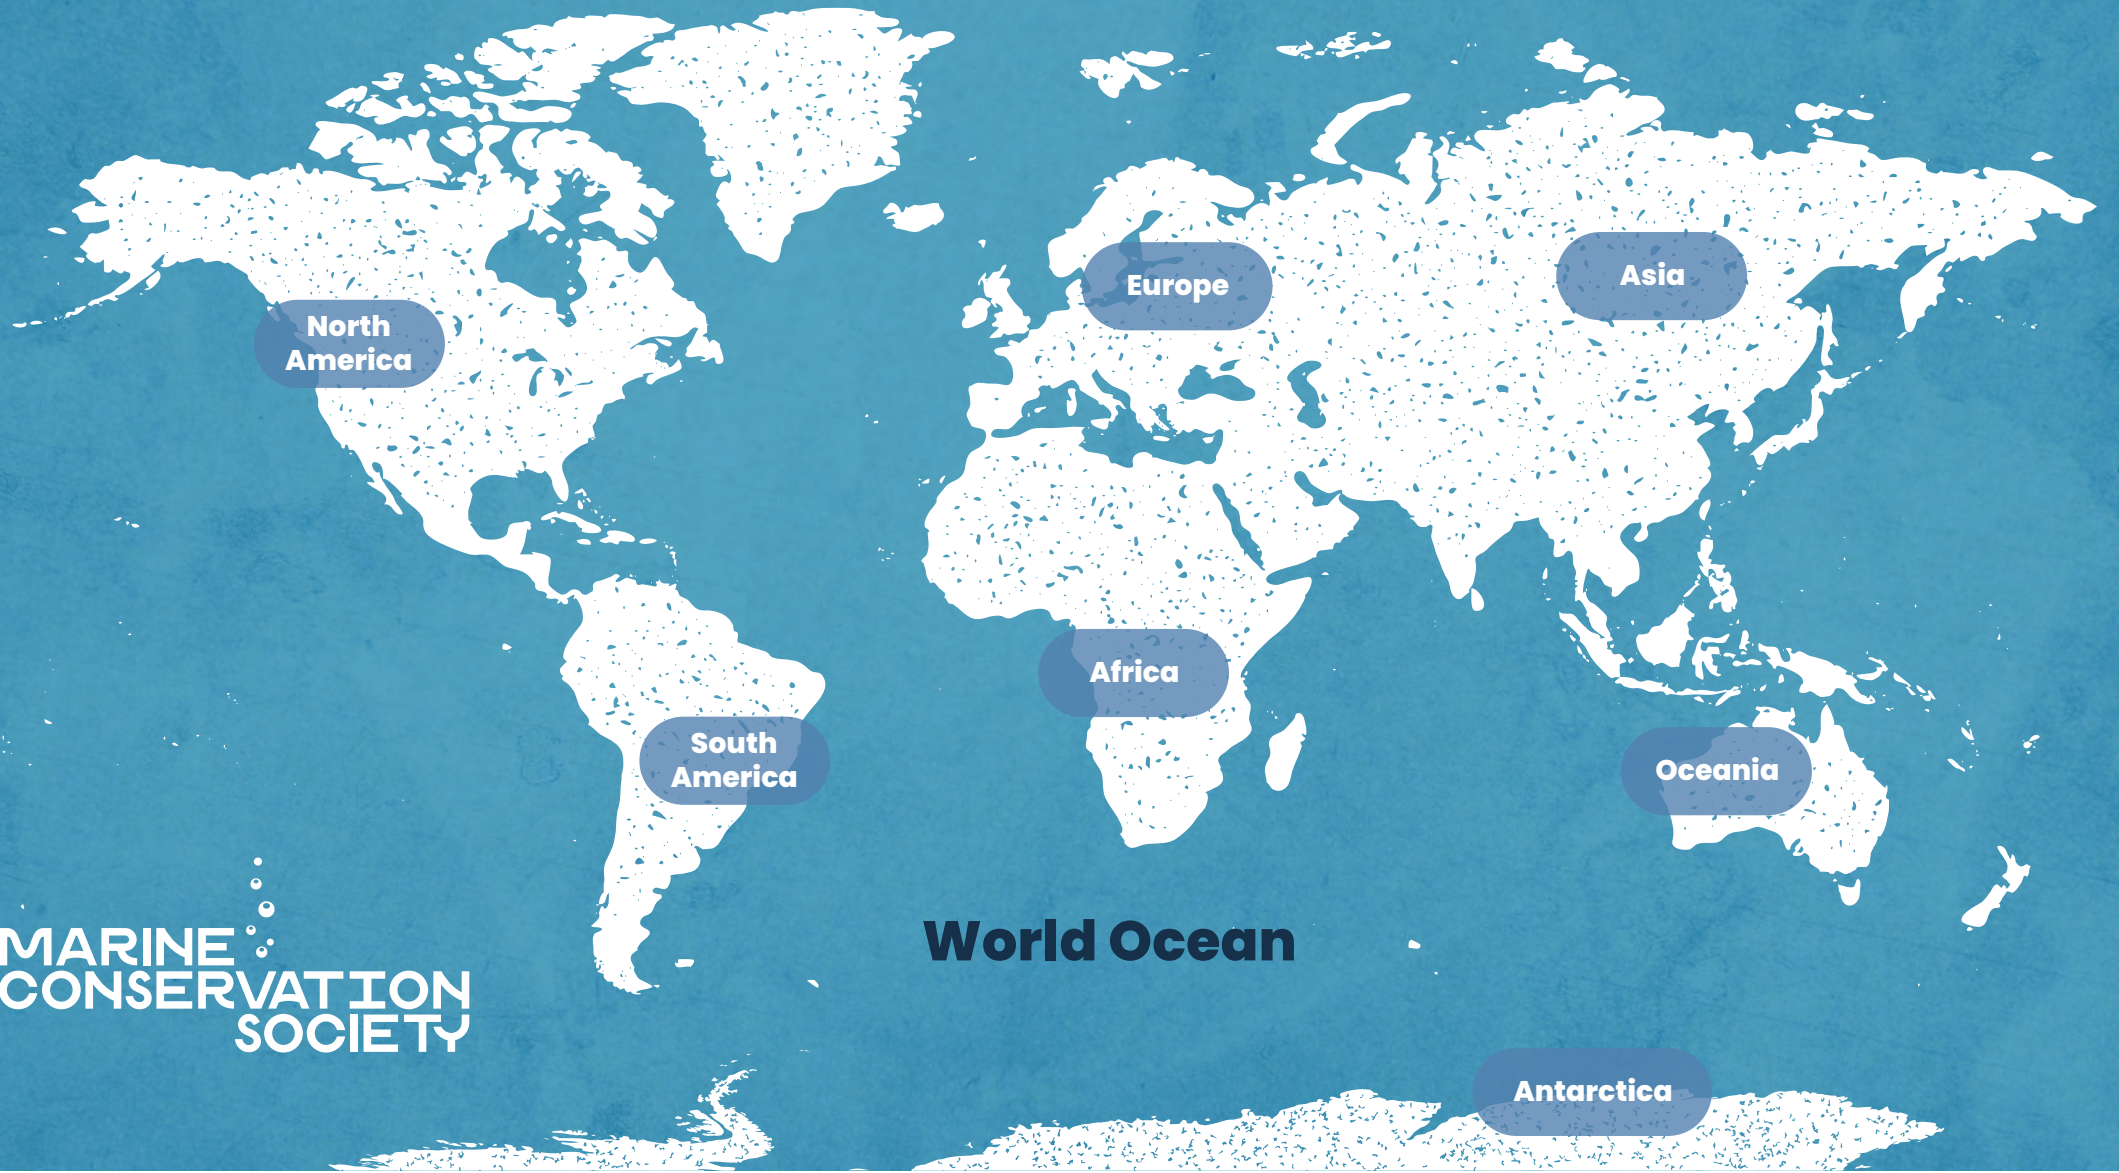 North
America
Europe
Asia
Africa
South
America
Oceania
World Ocean
MARINE
CONSERVATION
SOCIETY
Antarctica